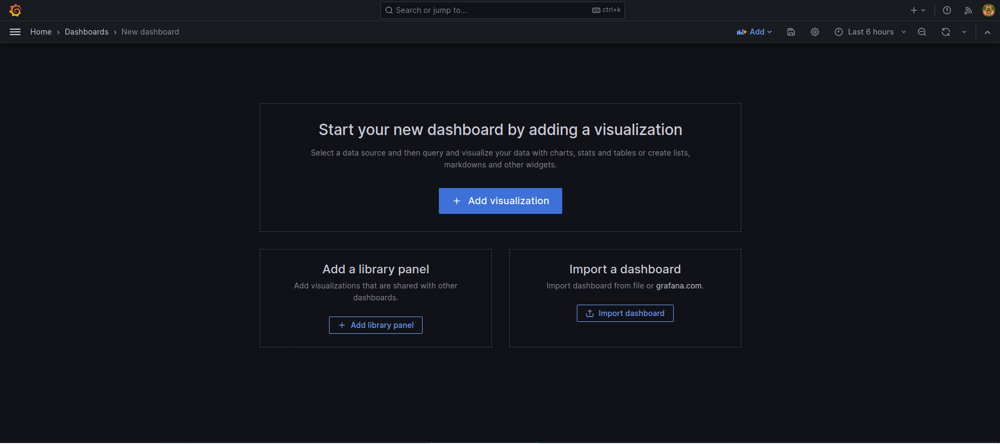 Search or jump to...
ctrl+k
Home › Dashboards › New dashboard
Add
Last 6 hours
Start your new dashboard by adding a visualization
Select a data source and then query and visualize your data with charts, stats and tables or create lists,
markdowns and other widgets.
Add visualization
Add a library panel
Add visualizations that are shared with other
dashboards.
Add library panel
Import a dashboard
Import dashboard from file or grafana.com.
Import dashboard